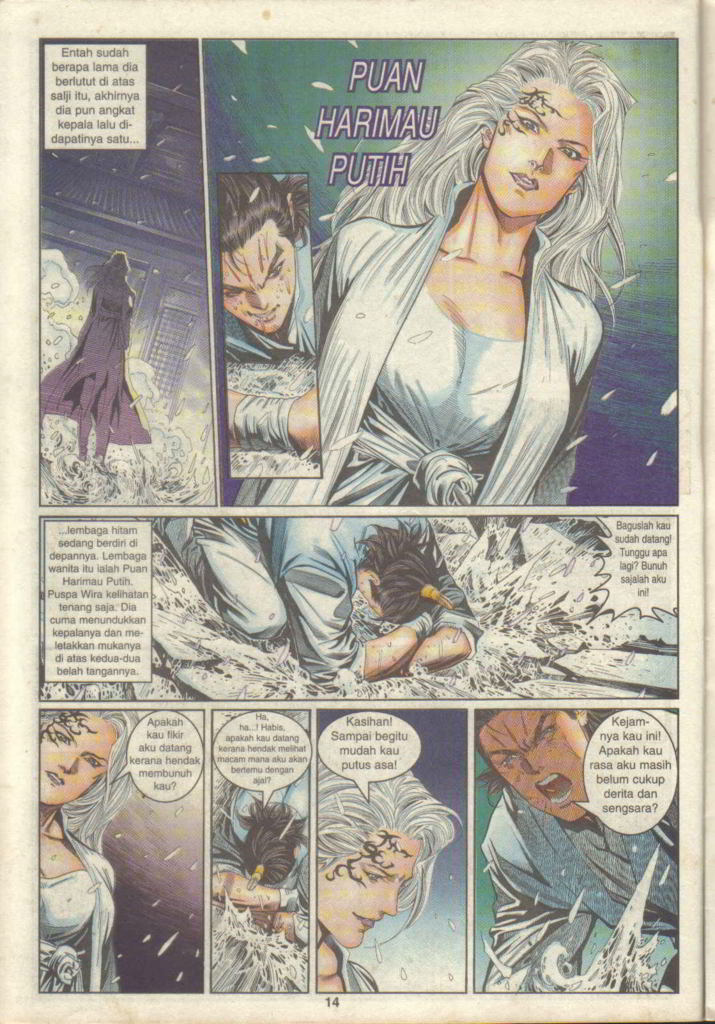 Entah sudah
berapa lama dia
berlutut di atas
salji itu, akhirnya
dia pun angkat
kepala lalu di-
dapatinya satu...
PUAN
HARIMAU
PUTIH
...lembaga hitam
sedang berdiri di
depannya. Lembaga
wanita itu ialah Puan
Harimau Putih.
Puspa Wira kelihatan
tenang saja. Dia
cuma menundukkan
kepalanya dan me-
letakkan mukanya
di atas kedua-dua
belah tangannya.
Baguslah kau
sudah datang!
Tunggu apa
lagi? Bunuh
sajalah aku
ini!
Apakah
kau fikir
aku datang
kerana hendak
membunuh
kau?
Ha,
ha...! Habis,
apakah kau datang
kerana hendak melihat
macam mana aku akan
bertemu dengan
ajal?
Kasihan!
Sampai begitu
mudah kau
putus asa!
Kejam-
nya kau ini!
Apakah kau
rasa aku masih
belum cukup
derita dan
sengsara?
14